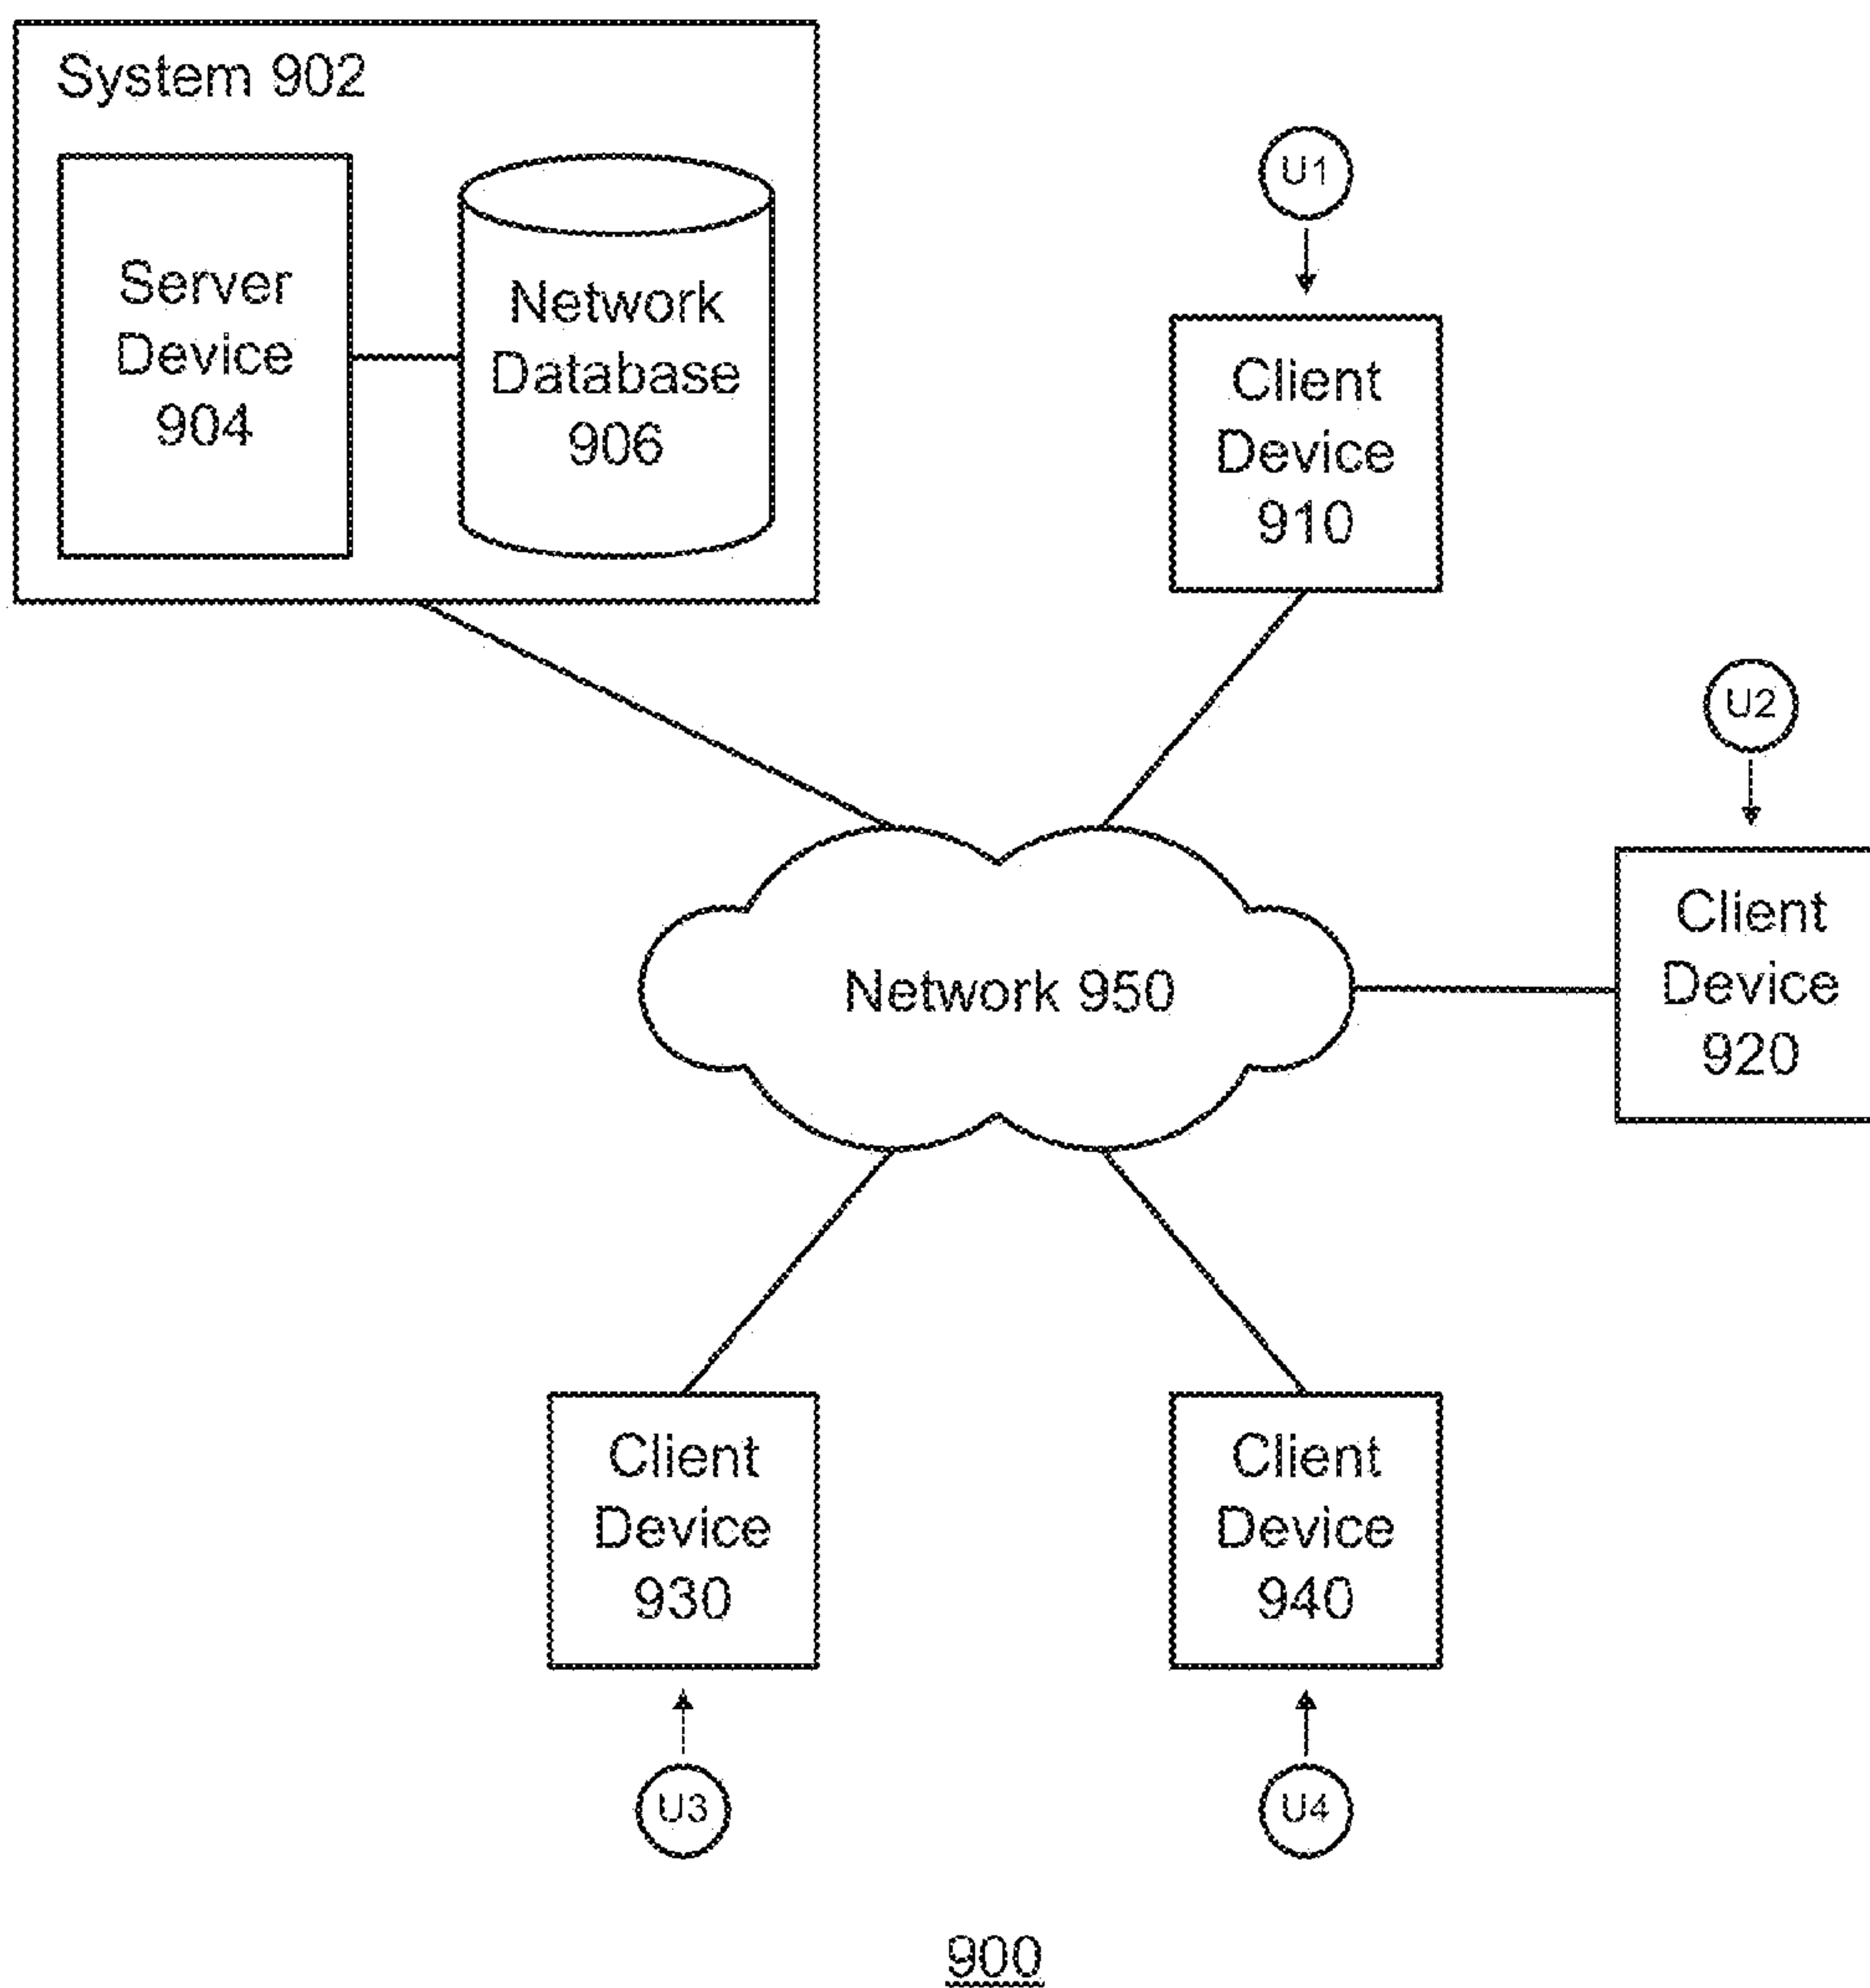 System 902
Server
Device
904
Network
Database
906
U1
Client
Device
910
U2
Client
Device
920
Network 950
Client
Device
930
Client
Device
940
U3
U4
900